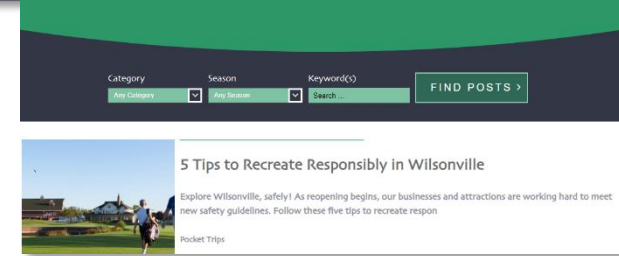 Category Season Keyword(s)
Any Category Any Season Search ... FIND POSTS >
5 Tips to Recreate Responsibly in Wilsonville
Explore Wilsonville, safely! As reopening begins, our businesses and attractions are working hard to meet
new safety guidelines. Follow these five tips to recreate respon
Pocket Trips